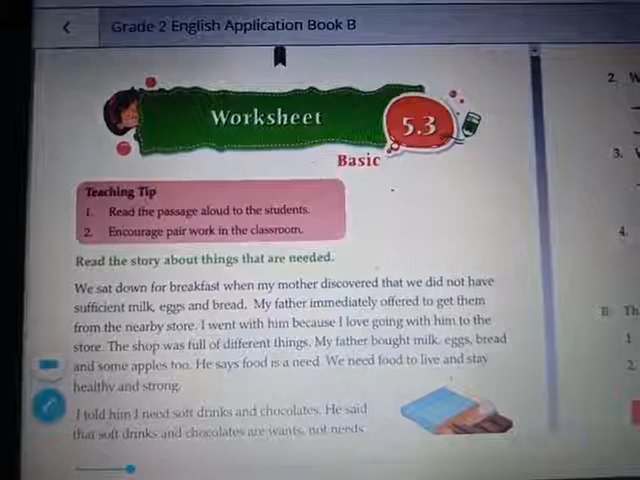 Grade 2 English Application Book B
Worksheet
5.3
Basic
Teaching Tip
1. Read the passage aloud to the students.
2. Encourage pair work in the classroom.
Read the story about things that are needed.
We sat down for breakfast when my mother discovered that we did not have
sufficient milk, eggs and bread. My father immediately offered to get them
from the nearby store. I went with him because I love going with him to the
store. The shop was full of different things. My father bought milk, eggs, bread
and some apples too. He says food is a need. We need food to live and stay
healthy and strong.
I told him I need soft drinks and chocolates. He said
that soft drinks and chocolates are wants, not needs.
2. W
3.
4.
B. Th
1
2.